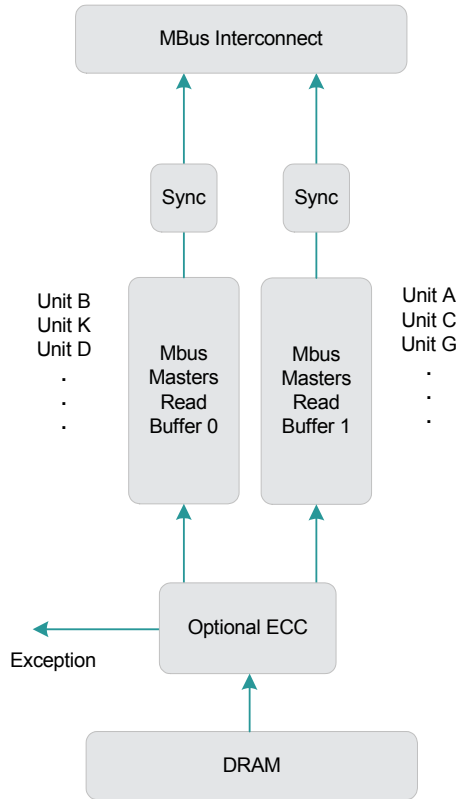 MBus Interconnect
Sync
Sync
Unit B
Unit K
Unit D
.
.
.
Mbus
Masters
Read
Buffer 0
Mbus
Masters
Read
Buffer 1
Unit A
Unit C
Unit G
.
.
.
Optional ECC
Exception
DRAM